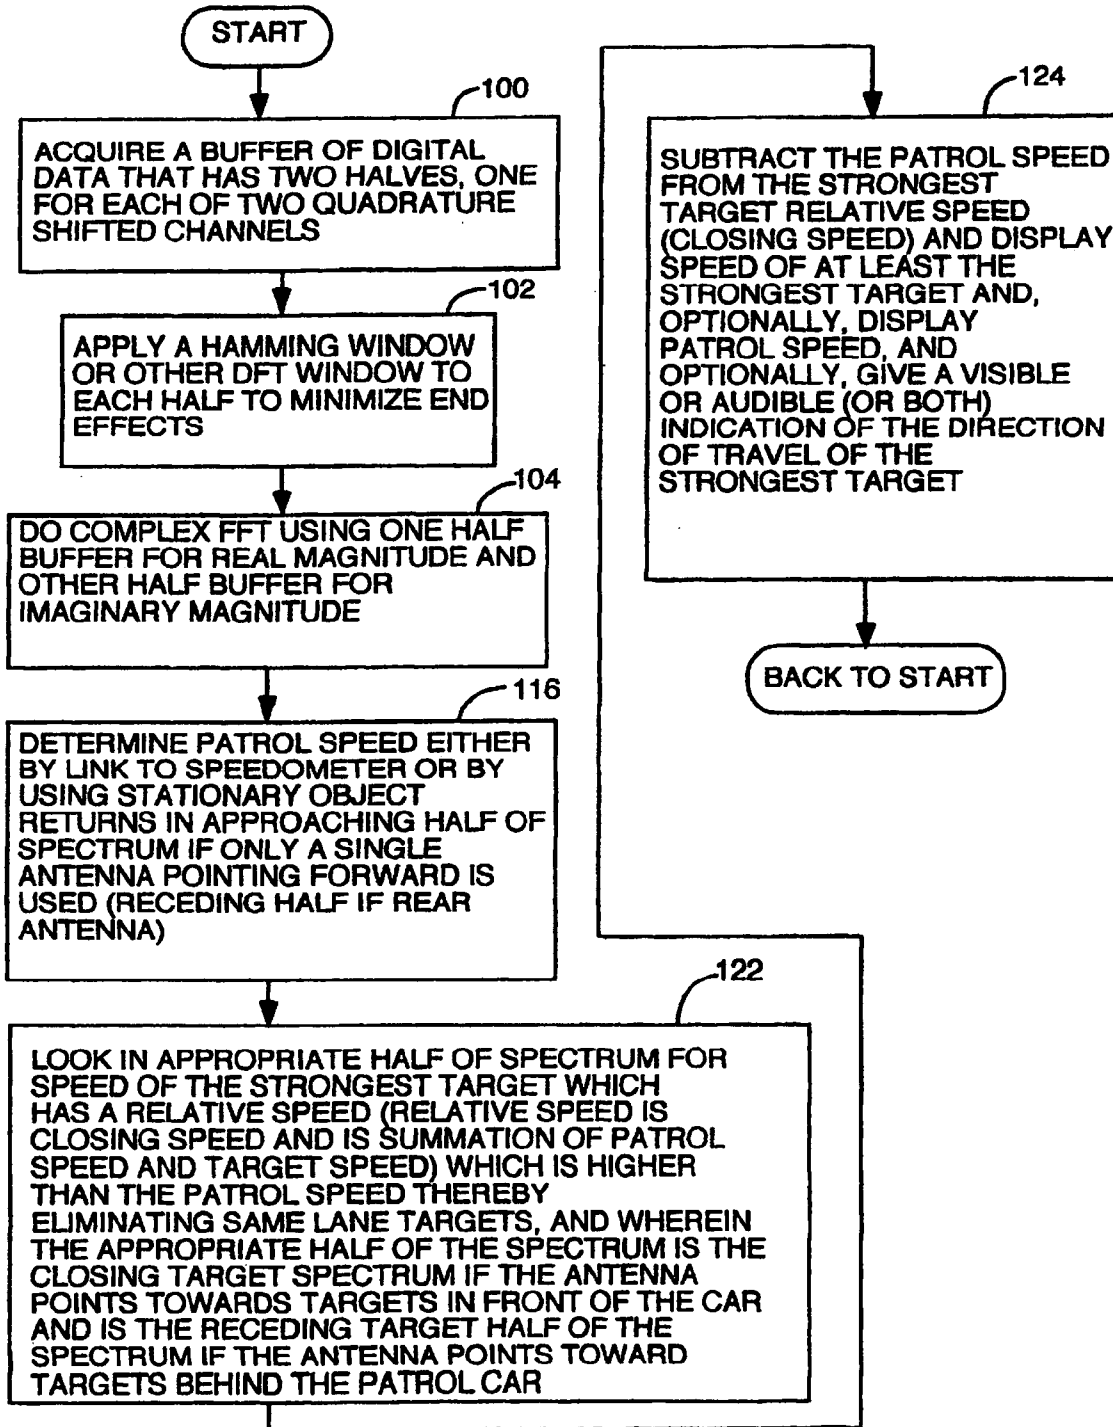 START
100
ACQUIRE A BUFFER OF DIGITAL
DATA THAT HAS TWO HALVES, ONE
FOR EACH OF TWO QUADRATURE
SHIFTED CHANNELS
102
APPLY A HAMMING WINDOW
OR OTHER DFT WINDOW TO
EACH HALF TO MINIMIZE END
EFFECTS
104
DO COMPLEX FFT USING ONE HALF
BUFFER FOR REAL MAGNITUDE AND
OTHER HALF BUFFER FOR
IMAGINARY MAGNITUDE
116
DETERMINE PATROL SPEED EITHER
BY LINK TO SPEEDOMETER OR BY
USING STATIONARY OBJECT
RETURNS IN APPROACHING HALF OF
SPECTRUM IF ONLY A SINGLE
ANTENNA POINTING FORWARD IS
USED (RECEDING HALF IF REAR
ANTENNA)
122
LOOK IN APPROPRIATE HALF OF SPECTRUM FOR
SPEED OF THE STRONGEST TARGET WHICH
HAS A RELATIVE SPEED (RELATIVE SPEED IS
CLOSING SPEED AND IS SUMMATION OF PATROL
SPEED AND TARGET SPEED) WHICH IS HIGHER
THAN THE PATROL SPEED THEREBY
ELIMINATING SAME LANE TARGETS, AND WHEREIN
THE APPROPRIATE HALF OF THE SPECTRUM IS THE
CLOSING TARGET SPECTRUM IF THE ANTENNA
POINTS TOWARDS TARGETS IN FRONT OF THE CAR
AND IS THE RECEDING TARGET HALF OF THE
SPECTRUM IF THE ANTENNA POINTS TOWARD
TARGETS BEHIND THE PATROL CAR
124
SUBTRACT THE PATROL SPEED
FROM THE STRONGEST
TARGET RELATIVE SPEED
(CLOSING SPEED) AND DISPLAY
SPEED OF AT LEAST THE
STRONGEST TARGET AND,
OPTIONALLY, DISPLAY
PATROL SPEED, AND
OPTIONALLY, GIVE A VISIBLE
OR AUDIBLE (OR BOTH)
INDICATION OF THE DIRECTION
OF TRAVEL OF THE
STRONGEST TARGET
BACK TO START